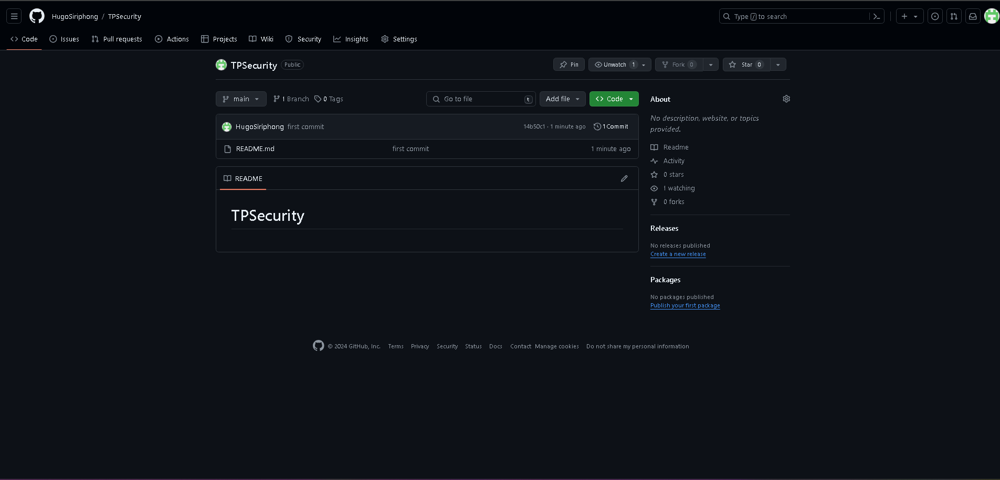 HugoSiriphong / TPSecurity
Type / to search
Code Issues Pull requests Actions Projects Wiki Security Insights Settings
TPSecurity Public
Pin Unwatch 1 Fork 0 Star 0
main 1 Branch 0 Tags Go to file t Add file Code
HugoSiriphong first commit 14b50c1 · 1 minute ago 1 Commit
README.md first commit 1 minute ago
README
TPSecurity
About
No description, website, or topics
provided.
Readme
Activity
0 stars
1 watching
0 forks
Releases
No releases published
Create a new release
Packages
No packages published
Publish your first package
© 2024 GitHub, Inc. Terms Privacy Security Status Docs Contact Manage cookies Do not share my personal information